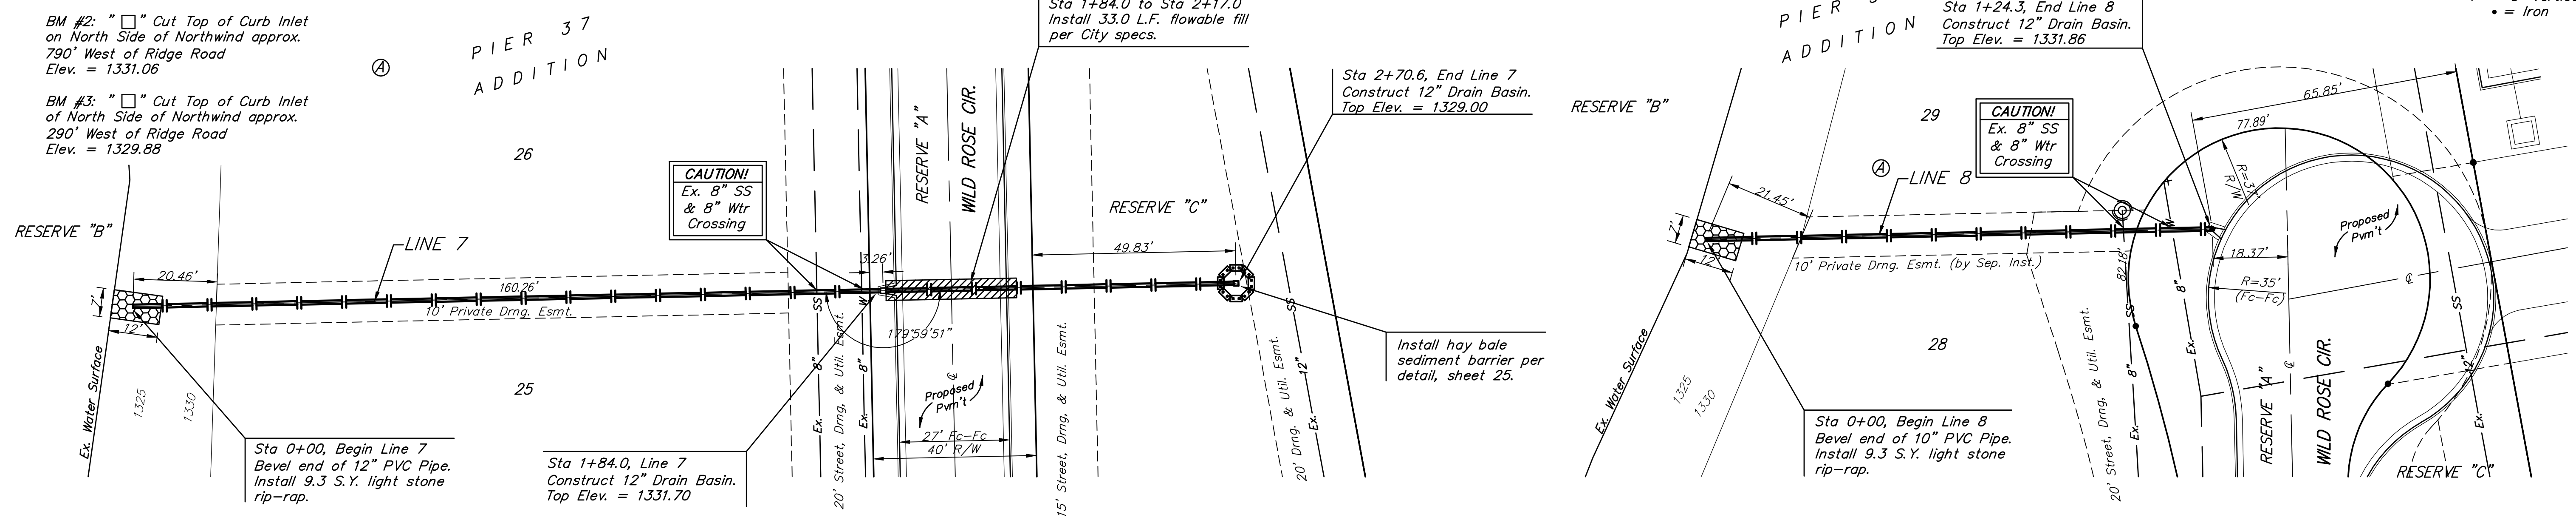 BM #2: "□" Cut Top of Curb Inlet
on North Side of Northwind approx.
790' West of Ridge Road
Elev. = 1331.06
BM #3: "□" Cut Top of Curb Inlet
of North Side of Northwind approx.
290' West of Ridge Road
Elev. = 1329.88
A
PIER 37
ADDITION
26
RESERVE "B"
LINE 7
20.46'
7'
12'
160.26'
10' Private Drng. Esmt.
25
Ex. Water Surface
1325
1330
Sta 0+00, Begin Line 7
Bevel end of 12" PVC Pipe.
Install 9.3 S.Y. light stone
rip-rap.
CAUTION!
Ex. 8" SS
& 8" Wtr
Crossing
3.26'
179°59'51"
Sta 1+84.0, Line 7
Construct 12" Drain Basin.
Top Elev. = 1331.70
Ex. 8" SS
20' Street, Drng, & Util. Esmt.
Ex. 8" W
RESERVE "A"
WILD ROSE CIR.
Proposed
Pvm't
27' Fc-Fc
40' R/W
Sta 1+84.0 to Sta 2+17.0
Install 33.0 L.F. flowable fill
per City specs.
15' Street, Drng, & Util. Esmt.
RESERVE "C"
49.83'
Sta 2+70.6, End Line 7
Construct 12" Drain Basin.
Top Elev. = 1329.00
Install hay bale
sediment barrier per
detail, sheet 25.
20' Drng. & Util. Esmt.
Ex. 12" SS
ADDITION
RESERVE "B"
29
Sta 1+24.3, End Line 8
Construct 12" Drain Basin.
Top Elev. = 1331.86
• = Iron
CAUTION!
Ex. 8" SS
& 8" Wtr
Crossing
A
LINE 8
21.45'
7'
12'
10' Private Drng. Esmt. (by Sep. Inst.)
28
Ex. Water Surface
1325
1330
Sta 0+00, Begin Line 8
Bevel end of 10" PVC Pipe.
Install 9.3 S.Y. light stone
rip-rap.
82.18'
20' Street, Drng, & Util. Esmt.
Ex. 8" SS
Ex. 8" W
65.85'
77.89'
R=37'
R/W
18.37'
R=35'
(Fc-Fc)
Proposed
Pvm't
RESERVE "A"
WILD ROSE CIR.
RESERVE "C"
Ex. 12" SS